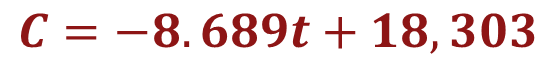 C = −8.689t + 18,303